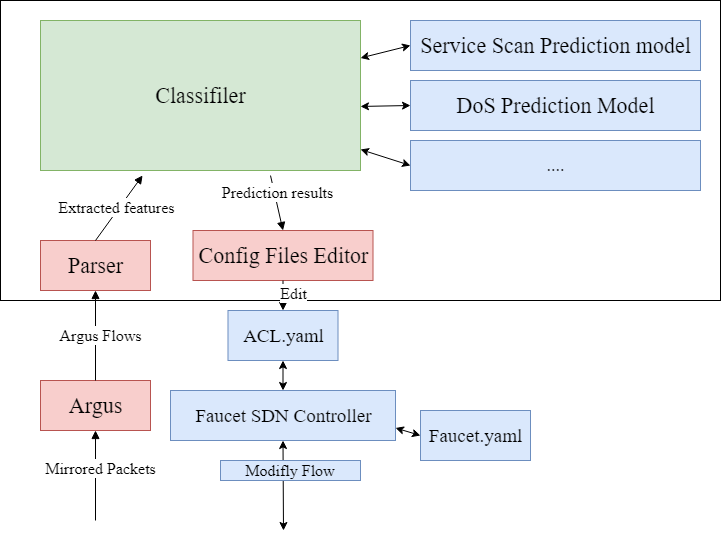 Classifiler
Service Scan Prediction model
DoS Prediction Model
....
Extracted features
Prediction results
Parser
Config Files Editor
Edit
Argus Flows
ACL.yaml
Argus
Faucet SDN Controller
Faucet.yaml
Mirrored Packets
Modifly Flow